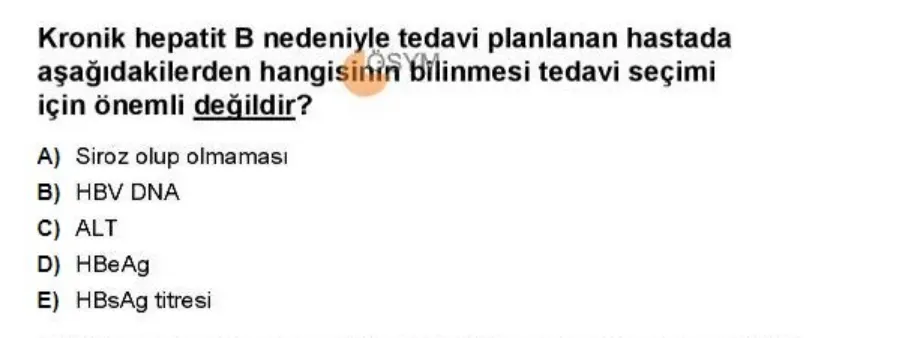 Kronik hepatit B nedeniyle tedavi planlanan hastada
aşağıdakilerden hangisinin bilinmesi tedavi seçimi
için önemli değildir?
ÖSYM
A) Siroz olup olmaması
B) HBV DNA
C) ALT
D) HBeAg
E) HBsAg titresi